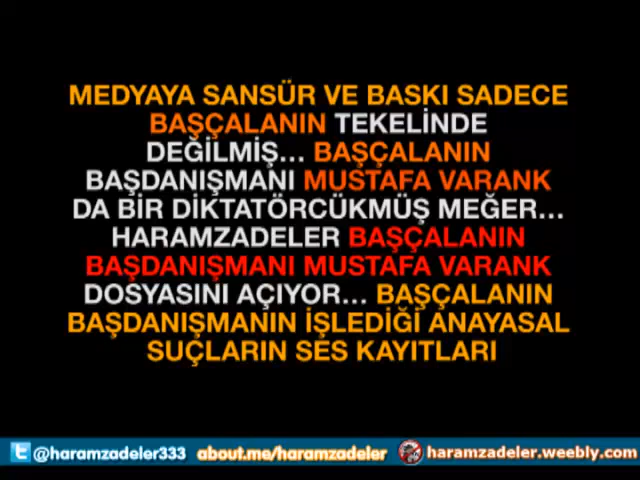 MEDYAYA SANSÜR VE BASKI SADECE
BAŞÇALANIN TEKELİNDE
DEĞİLMİŞ... BAŞÇALANIN
BAŞDANIŞMANI MUSTAFA VARANK
DA BİR DİKTATÖRCÜKMÜŞ MEĞER...
HARAMZADELER BAŞÇALANIN
BAŞDANIŞMANI MUSTAFA VARANK
DOSYASINI AÇIYOR... BAŞÇALANIN
BAŞDANIŞMANIN İŞLEDİĞİ ANAYASAL
SUÇLARIN SES KAYITLARI
@haramzadeler333 about.me/haramzadeler haramzadeler.weebly.com